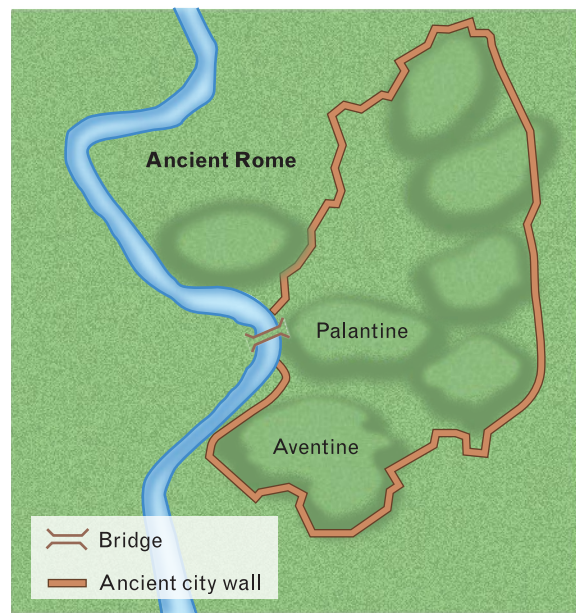 Ancient Rome
Palantine
Aventine
Bridge
Ancient city wall